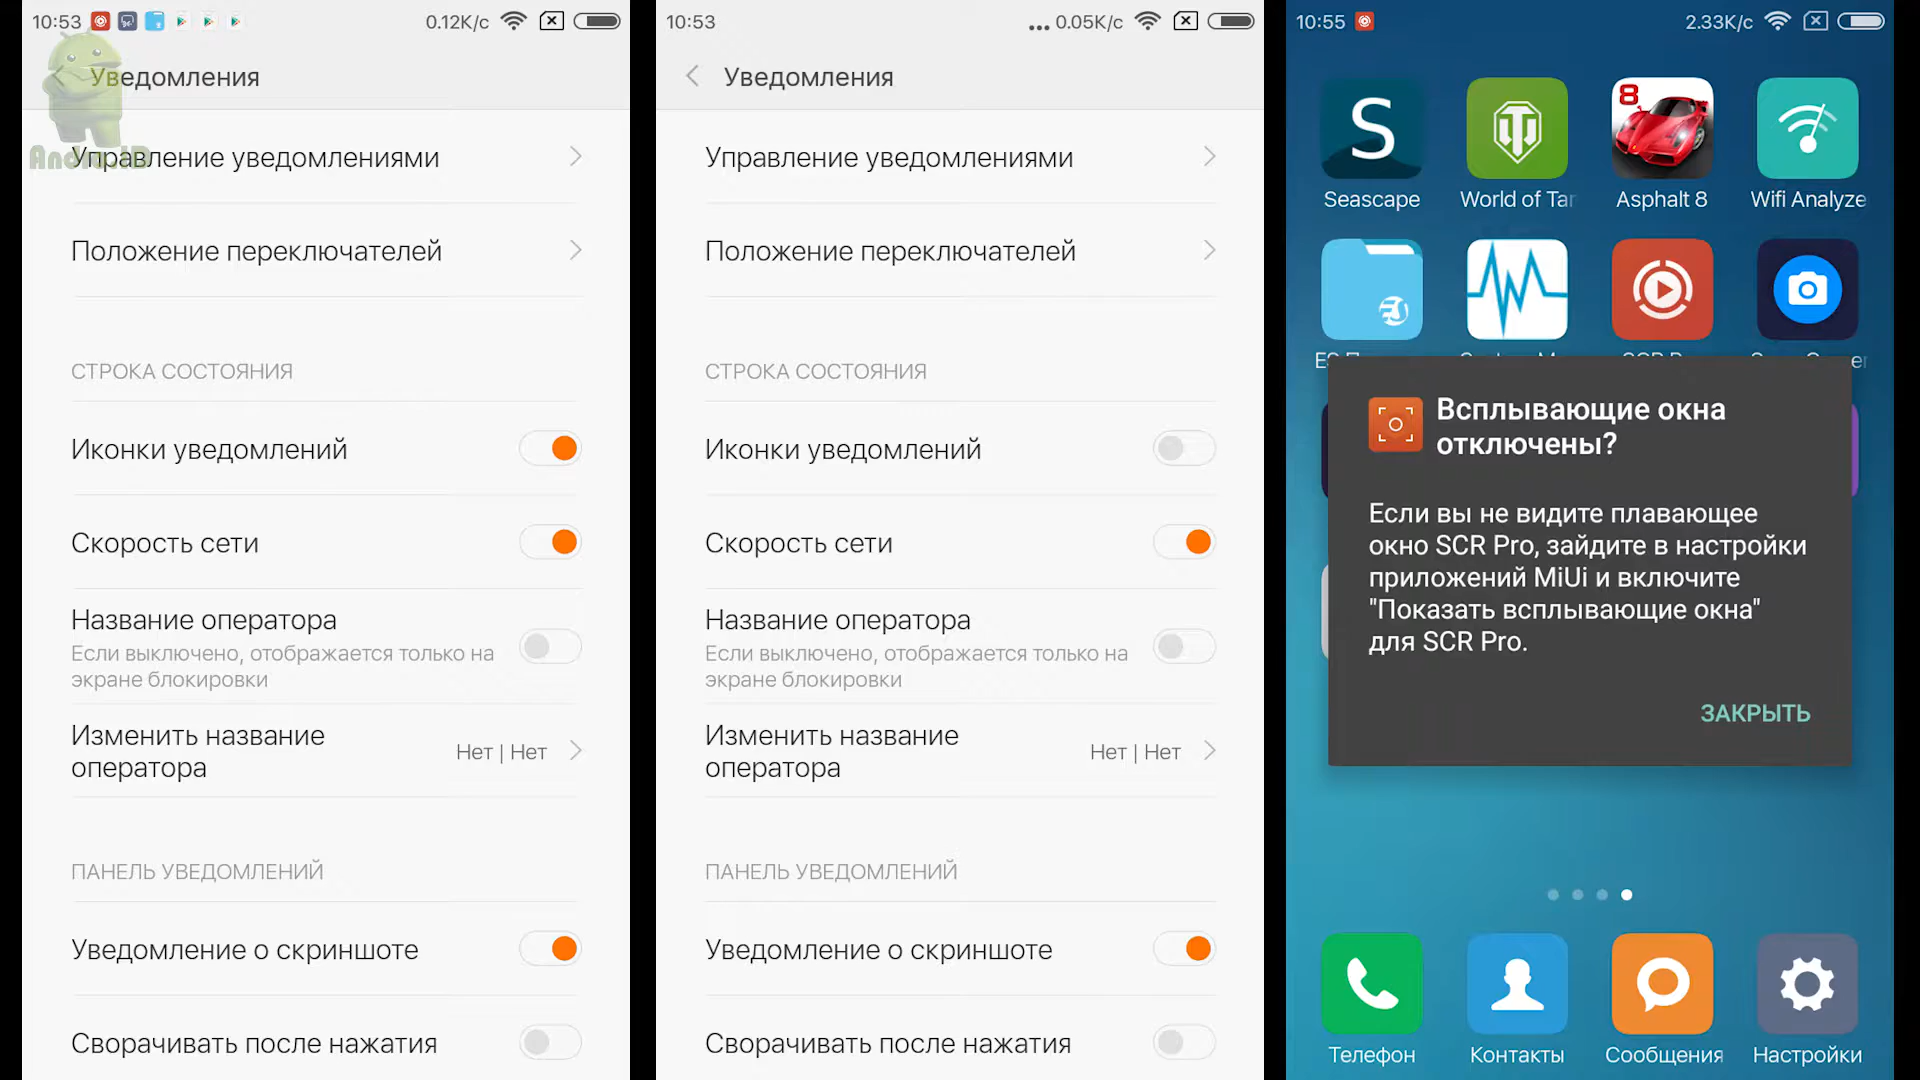 10:53
0.12K/c
Уведомления
Andro.iD
Управление уведомлениями
Положение переключателей
СТРОКА СОСТОЯНИЯ
Иконки уведомлений
Скорость сети
Название оператора
Если выключено, отображается только на
экране блокировки
Изменить название
оператора
Нет | Нет
ПАНЕЛЬ УВЕДОМЛЕНИЙ
Уведомление о скриншоте
Сворачивать после нажатия
10:53
... 0.05K/c
Уведомления
Управление уведомлениями
Положение переключателей
СТРОКА СОСТОЯНИЯ
Иконки уведомлений
Скорость сети
Название оператора
Если выключено, отображается только на
экране блокировки
Изменить название
оператора
Нет | Нет
ПАНЕЛЬ УВЕДОМЛЕНИЙ
Уведомление о скриншоте
Сворачивать после нажатия
10:55
2.33K/c
S
8
Seascape
World of Tan
Asphalt 8
Wifi Analyze
Всплывающие окна
отключены?
Если вы не видите плавающее
окно SCR Pro, зайдите в настройки
приложений MiUi и включите
"Показать всплывающие окна"
для SCR Pro.
ЗАКРЫТЬ
Телефон
Контакты
Сообщения
Настройки